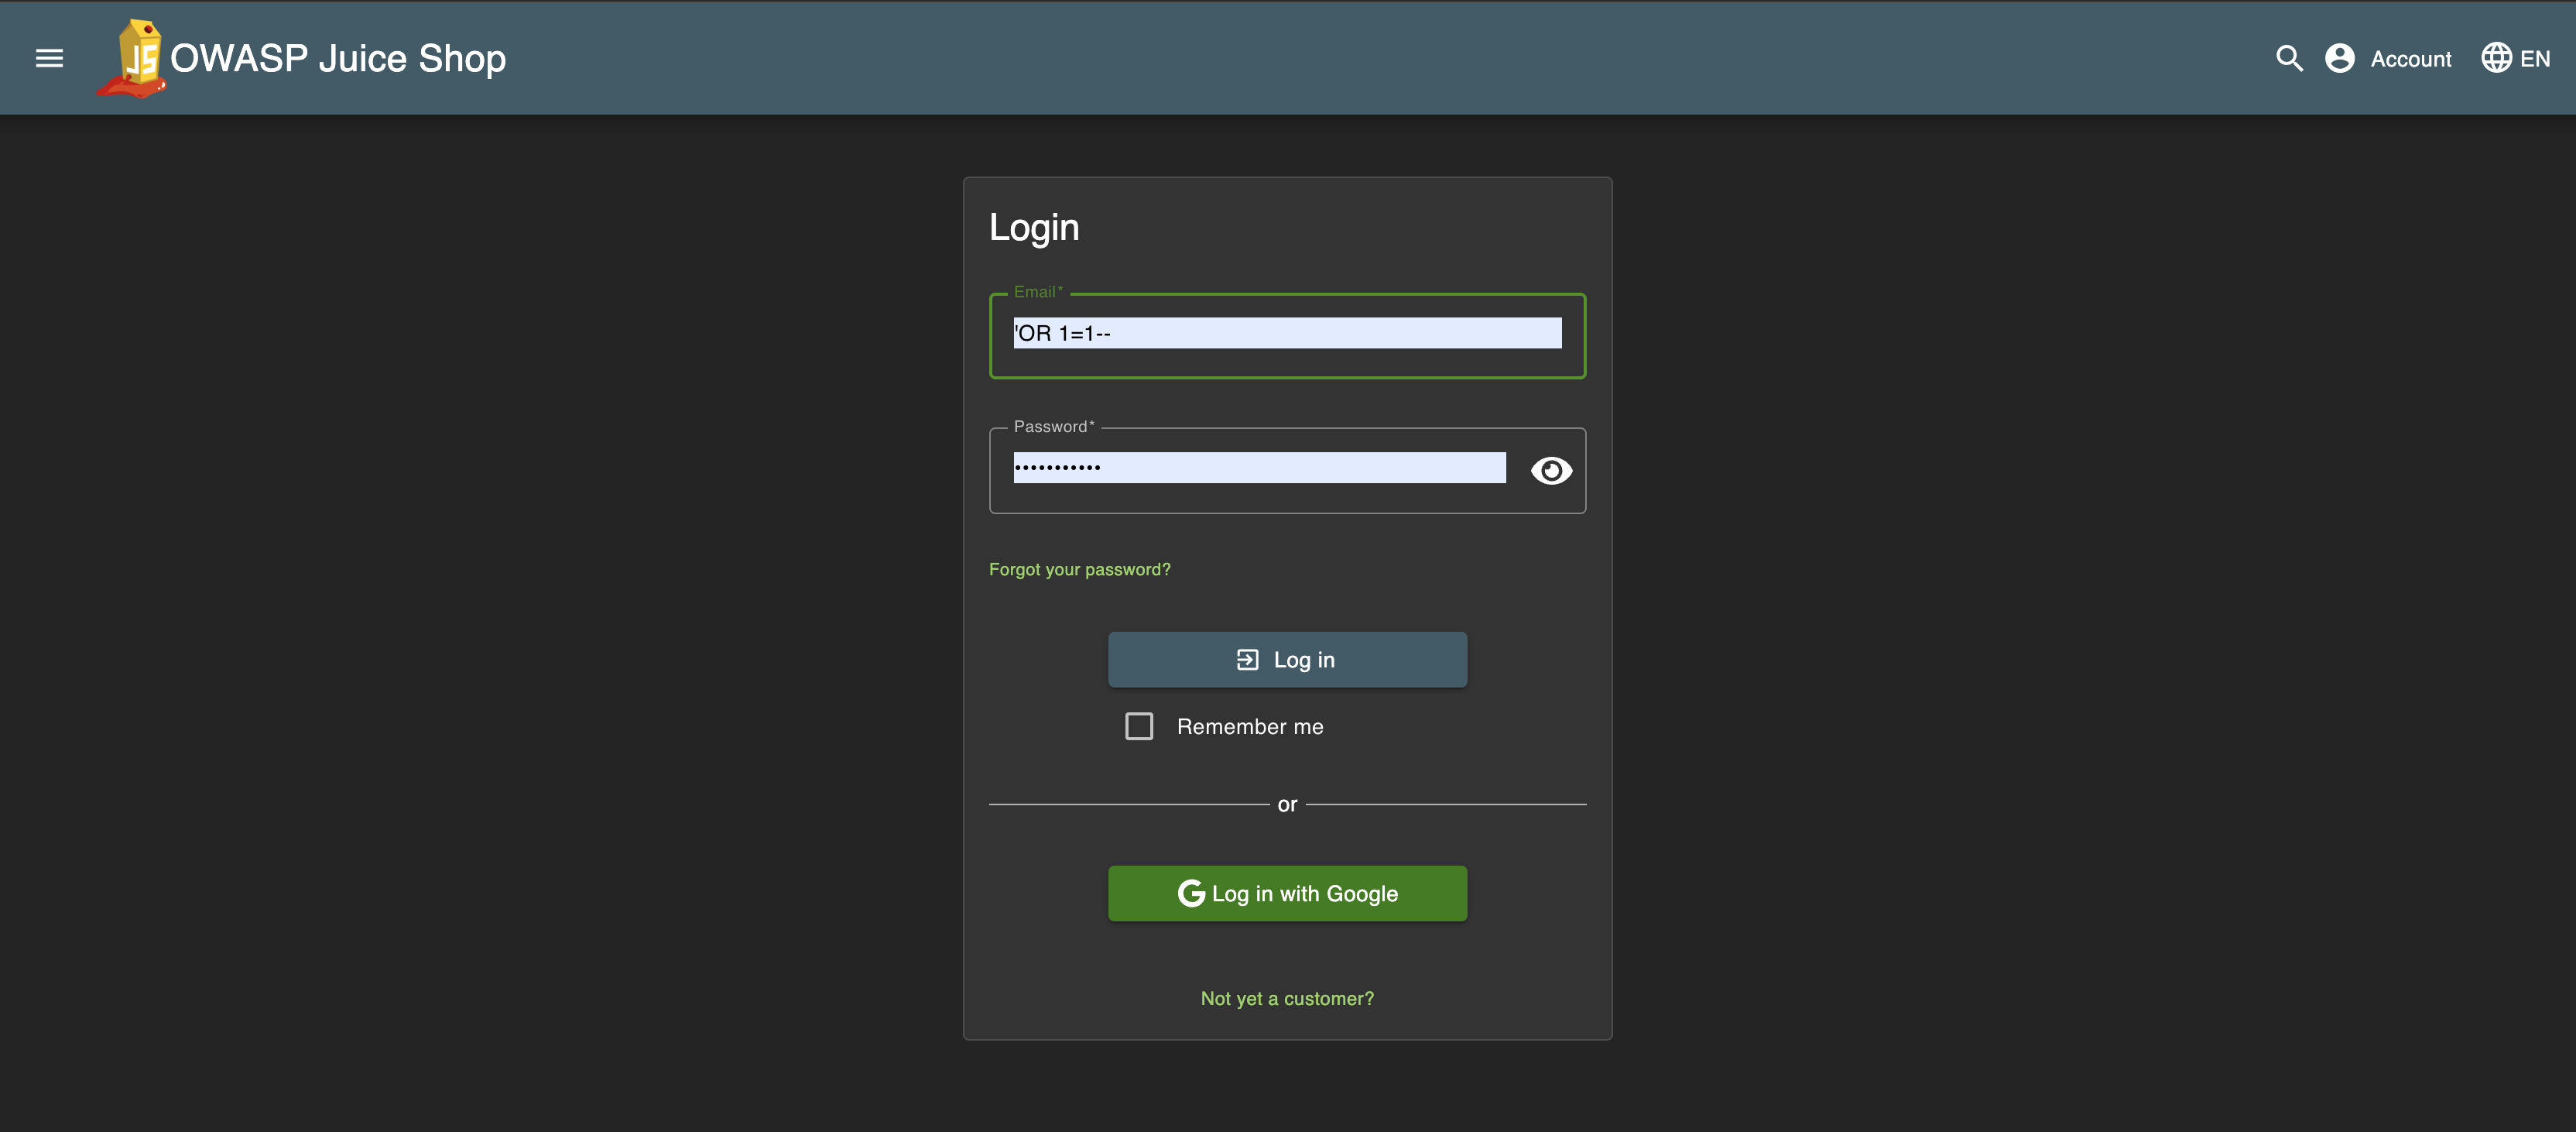 JS
OWASP Juice Shop
Account
EN
Login
Email*
'OR 1=1--
Password*
•••••••••••
Forgot your password?
Log in
Remember me
or
G Log in with Google
Not yet a customer?